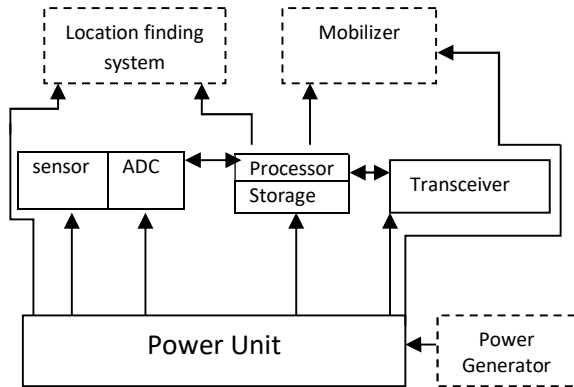 Location finding
system
Mobilizer
sensor
ADC
Processor
Storage
Transceiver
Power Unit
Power
Generator